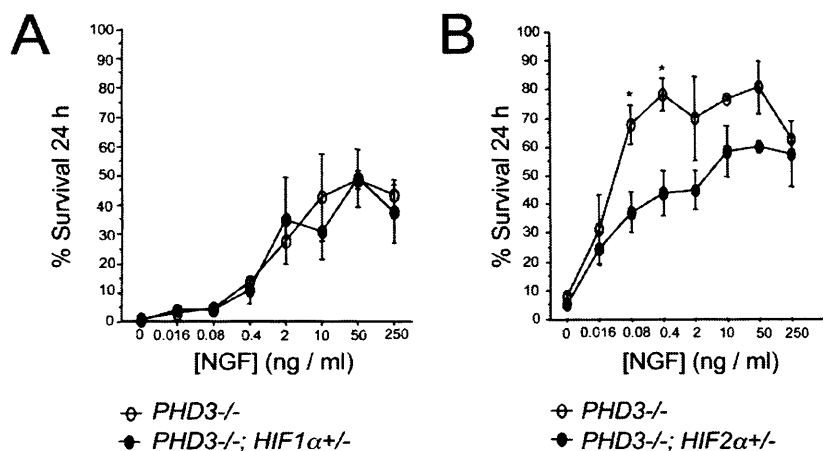 A
B
% Survival 24 h
100
90
80
70
60
50
40
30
20
10
0
0 0.016 0.08 0.4 2 10 50 250
[NGF] (ng / ml)
PHD3-/-
PHD3-/-; HIF1α+/-
% Survival 24 h
100
90
80
70
60
50
40
30
20
10
0
* *
0 0.016 0.08 0.4 2 10 50 250
[NGF] (ng / ml)
PHD3-/-
PHD3-/-; HIF2α+/-